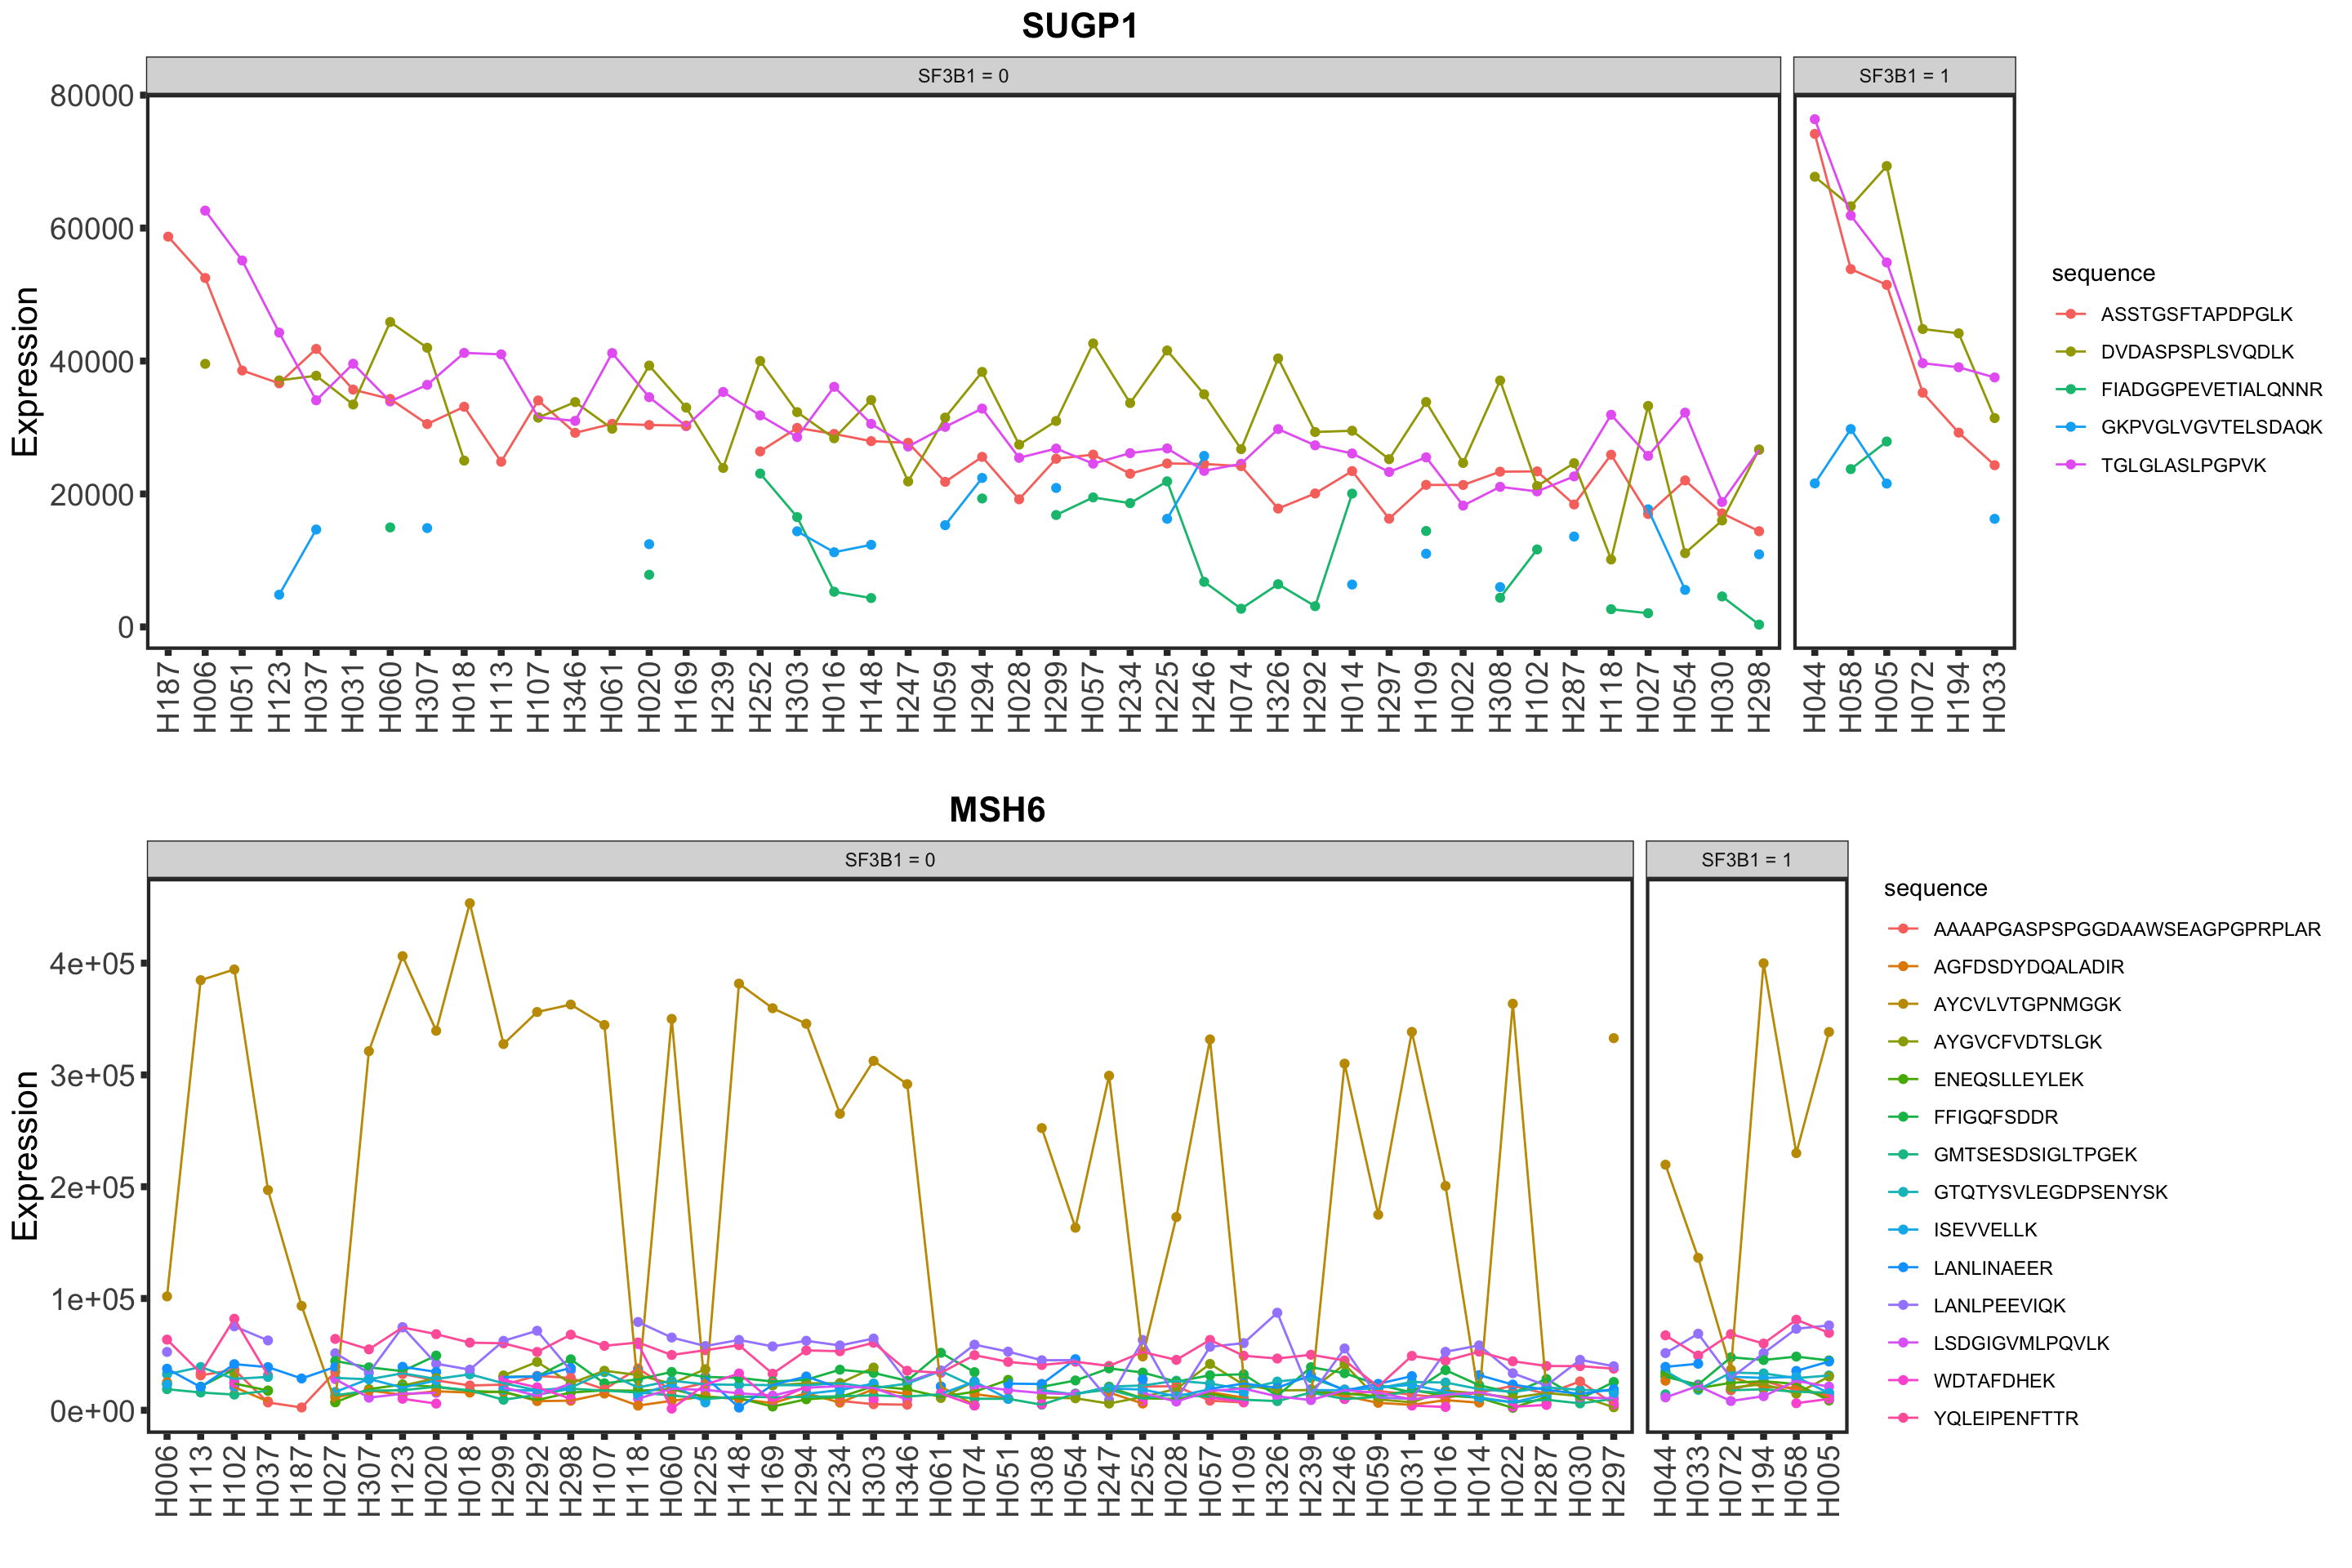 SUGP1
SF3B1 = 0
SF3B1 = 1
Expression
80000
60000
40000
20000
0
H187 H006 H051 H123 H037 H031 H060 H307 H018 H113 H107 H346 H061 H020 H169 H239 H252 H303 H016 H148 H247 H059 H294 H028 H299 H057 H234 H225 H246 H074 H326 H292 H014 H297 H109 H022 H308 H102 H287 H118 H027 H054 H030 H298
H044 H058 H005 H072 H194 H033
sequence
ASSTGSFTAPDPGLK
DVDASPSPLSVQDLK
FIADGGPEVETIALQNNR
GKPVGLVGVTELSDAQK
TGLGLASLPGPVK
MSH6
SF3B1 = 0
SF3B1 = 1
Expression
4e+05
3e+05
2e+05
1e+05
0e+00
H006 H113 H102 H037 H187 H027 H307 H123 H020 H018 H299 H292 H298 H107 H118 H060 H225 H148 H169 H294 H234 H303 H346 H061 H074 H051 H308 H054 H247 H252 H028 H057 H109 H326 H239 H246 H059 H031 H016 H014 H022 H287 H030 H297
H044 H033 H072 H194 H058 H005
sequence
AAAAPGASPSPGGDAAWSEAGPGPRPLAR
AGFDSDYDQALADIR
AYCVLVTGPNMGGK
AYGVCFVDTSLGK
ENEQSLLEYLEK
FFIGQFSDDR
GMTSESDSIGLTPGEK
GTQTYSVLEGDPSENYSK
ISEVVELLK
LANLINAEER
LANLPEEVIQK
LSDGIGVMLPQVLK
WDTAFDHEK
YQLEIPENFTTR